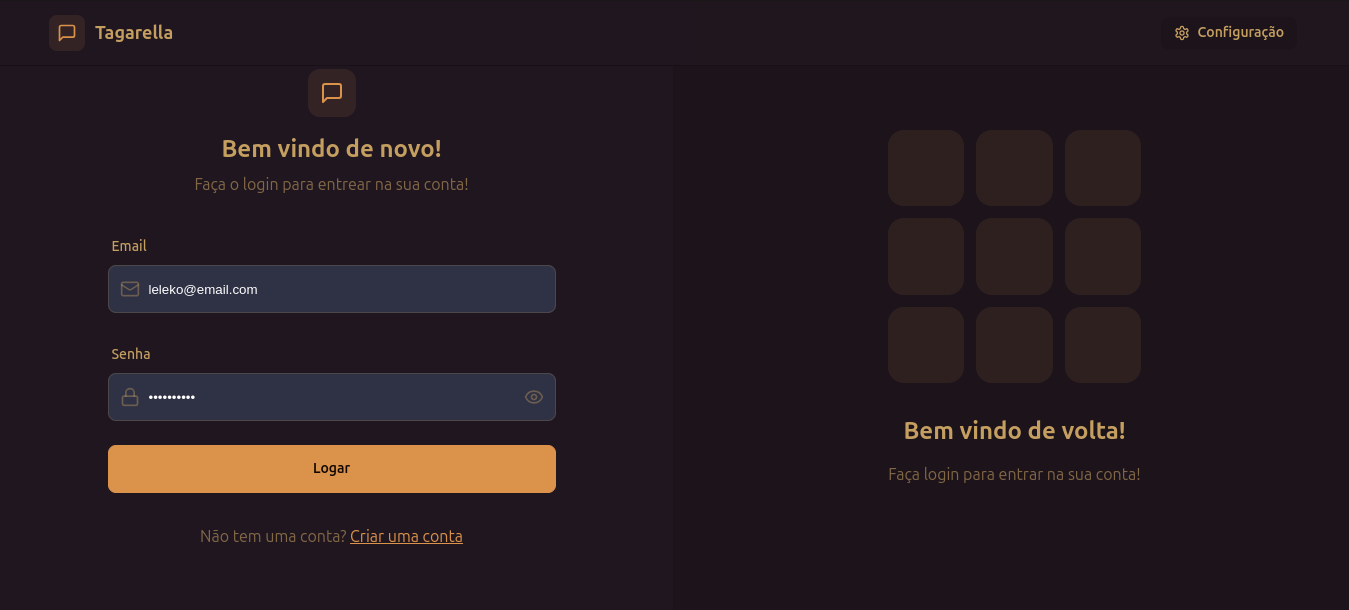 Tagarella
Configuração
Bem vindo de novo!
Faça o login para entrear na sua conta!
Email
leleko@email.com
Senha
••••••••••
Logar
Não tem uma conta? Criar uma conta
Bem vindo de volta!
Faça login para entrar na sua conta!